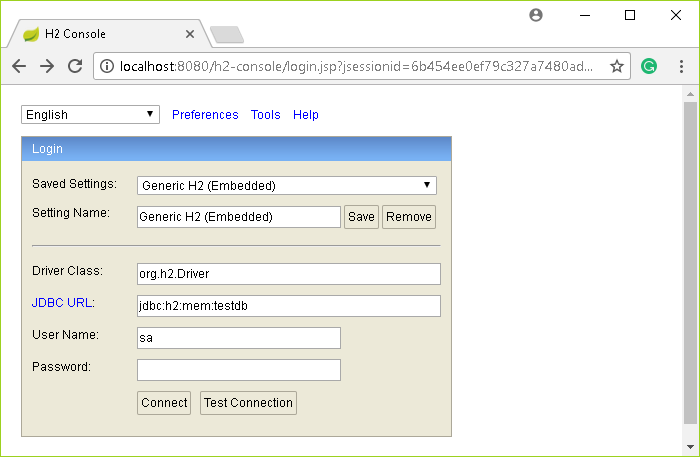 H2 Console
localhost:8080/h2-console/login.jsp?jsessionid=6b454ee0ef79c327a7480ad...
English Preferences Tools Help
Login
Saved Settings: Generic H2 (Embedded)
Setting Name: Generic H2 (Embedded) Save Remove
Driver Class: org.h2.Driver
JDBC URL: jdbc:h2:mem:testdb
User Name: sa
Password:
Connect Test Connection